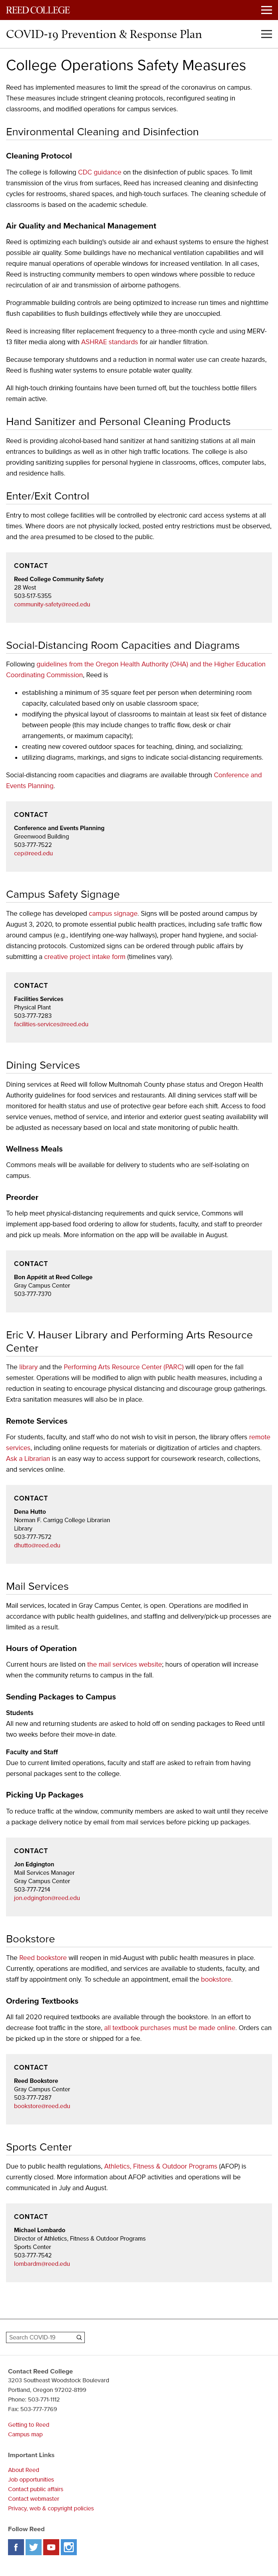 REED COLLEGE
COVID-19 Prevention & Response Plan
College Operations Safety Measures
Reed has implemented measures to limit the spread of the coronavirus on campus.
These measures include stringent cleaning protocols, reconfigured seating in
classrooms, and modified operations for campus services.
Environmental Cleaning and Disinfection
Cleaning Protocol
The college is following CDC guidance on the disinfection of public spaces. To limit
transmission of the virus from surfaces, Reed has increased cleaning and disinfecting
cycles for restrooms, shared spaces, and high-touch surfaces. The cleaning schedule of
classrooms is based on the academic schedule.
Air Quality and Mechanical Management
Reed is optimizing each building's outside air and exhaust systems to ensure the highest
possible air quality. Some buildings have no mechanical ventilation capabilities and will
require manual operations of operable windows for increased ventilation. In all cases,
Reed is instructing community members to open windows where possible to reduce
recirculation of air and transmission of airborne pathogens.
Programmable building controls are being optimized to increase run times and nighttime
flush capabilities to flush buildings effectively while they are unoccupied.
Reed is increasing filter replacement frequency to a three-month cycle and using MERV-
13 filter media along with ASHRAE standards for air handler filtration.
Because temporary shutdowns and a reduction in normal water use can create hazards,
Reed is flushing water systems to ensure potable water quality.
All high-touch drinking fountains have been turned off, but the touchless bottle fillers
remain active.
Hand Sanitizer and Personal Cleaning Products
Reed is providing alcohol-based hand sanitizer at hand sanitizing stations at all main
entrances to buildings as well as in other high traffic locations. The college is also
providing sanitizing supplies for personal hygiene in classrooms, offices, computer labs,
and residence halls.
Enter/Exit Control
Entry to most college facilities will be controlled by electronic card access systems at all
times. Where doors are not physically locked, posted entry restrictions must be observed,
and the area presumed to be closed to the public.
CONTACT
Reed College Community Safety
28 West
503-517-5355
community-safety@reed.edu
Social-Distancing Room Capacities and Diagrams
Following guidelines from the Oregon Health Authority (OHA) and the Higher Education
Coordinating Commission, Reed is
• establishing a minimum of 35 square feet per person when determining room
capacity, calculated based only on usable classroom space;
• modifying the physical layout of classrooms to maintain at least six feet of distance
between people (this may include changes to traffic flow, desk or chair
arrangements, or maximum capacity);
• creating new covered outdoor spaces for teaching, dining, and socializing;
• utilizing diagrams, markings, and signs to indicate social-distancing requirements.
Social-distancing room capacities and diagrams are available through Conference and
Events Planning.
CONTACT
Conference and Events Planning
Greenwood Building
503-777-7522
cep@reed.edu
Campus Safety Signage
The college has developed campus signage. Signs will be posted around campus by
August 3, 2020, to promote essential public health practices, including safe traffic flow
around campus (e.g., identifying one-way hallways), proper hand hygiene, and social-
distancing protocols. Customized signs can be ordered through public affairs by
submitting a creative project intake form (timelines vary).
CONTACT
Facilities Services
Physical Plant
503-777-7283
facilities-services@reed.edu
Dining Services
Dining services at Reed will follow Multnomah County phase status and Oregon Health
Authority guidelines for food services and restaurants. All dining services staff will be
monitored for health status and use of protective gear before each shift. Access to food
service venues, method of service, and interior and exterior guest seating availability will
be adjusted as necessary based on local and state monitoring of public health.
Wellness Meals
Commons meals will be available for delivery to students who are self-isolating on
campus.
Preorder
To help meet physical-distancing requirements and quick service, Commons will
implement app-based food ordering to allow for students, faculty, and staff to preorder
and pick up meals. More information on the app will be available in August.
CONTACT
Bon Appétit at Reed College
Gray Campus Center
503-777-7370
Eric V. Hauser Library and Performing Arts Resource
Center
The library and the Performing Arts Resource Center (PARC) will open for the fall
semester. Operations will be modified to align with public health measures, including a
reduction in seating to encourage physical distancing and discourage group gatherings.
Extra sanitation measures will also be in place.
Remote Services
For students, faculty, and staff who do not wish to visit in person, the library offers remote
services, including online requests for materials or digitization of articles and chapters.
Ask a Librarian is an easy way to access support for coursework research, collections,
and services online.
CONTACT
Dena Hutto
Norman F. Carrigg College Librarian
Library
503-777-7572
dhutto@reed.edu
Mail Services
Mail services, located in Gray Campus Center, is open. Operations are modified in
accordance with public health guidelines, and staffing and delivery/pick-up processes are
limited as a result.
Hours of Operation
Current hours are listed on the mail services website; hours of operation will increase
when the community returns to campus in the fall.
Sending Packages to Campus
Students
All new and returning students are asked to hold off on sending packages to Reed until
two weeks before their move-in date.
Faculty and Staff
Due to current limited operations, faculty and staff are asked to refrain from having
personal packages sent to the college.
Picking Up Packages
To reduce traffic at the window, community members are asked to wait until they receive
a package delivery notice by email from mail services before picking up packages.
CONTACT
Jon Edgington
Mail Services Manager
Gray Campus Center
503-777-7214
jon.edgington@reed.edu
Bookstore
The Reed bookstore will reopen in mid-August with public health measures in place.
Currently, operations are modified, and services are available to students, faculty, and
staff by appointment only. To schedule an appointment, email the bookstore.
Ordering Textbooks
All fall 2020 required textbooks are available through the bookstore. In an effort to
decrease foot traffic in the store, all textbook purchases must be made online. Orders can
be picked up in the store or shipped for a fee.
CONTACT
Reed Bookstore
Gray Campus Center
503-777-7287
bookstore@reed.edu
Sports Center
Due to public health regulations, Athletics, Fitness & Outdoor Programs (AFOP) is
currently closed. More information about AFOP activities and operations will be
communicated in July and August.
CONTACT
Michael Lombardo
Director of Athletics, Fitness & Outdoor Programs
Sports Center
503-777-7542
lombardm@reed.edu
Search COVID-19
Contact Reed College
3203 Southeast Woodstock Boulevard
Portland, Oregon 97202-8199
Phone: 503-771-1112
Fax: 503-777-7769
Getting to Reed
Campus map
Important Links
About Reed
Job opportunities
Contact public affairs
Contact webmaster
Privacy, web & copyright policies
Follow Reed